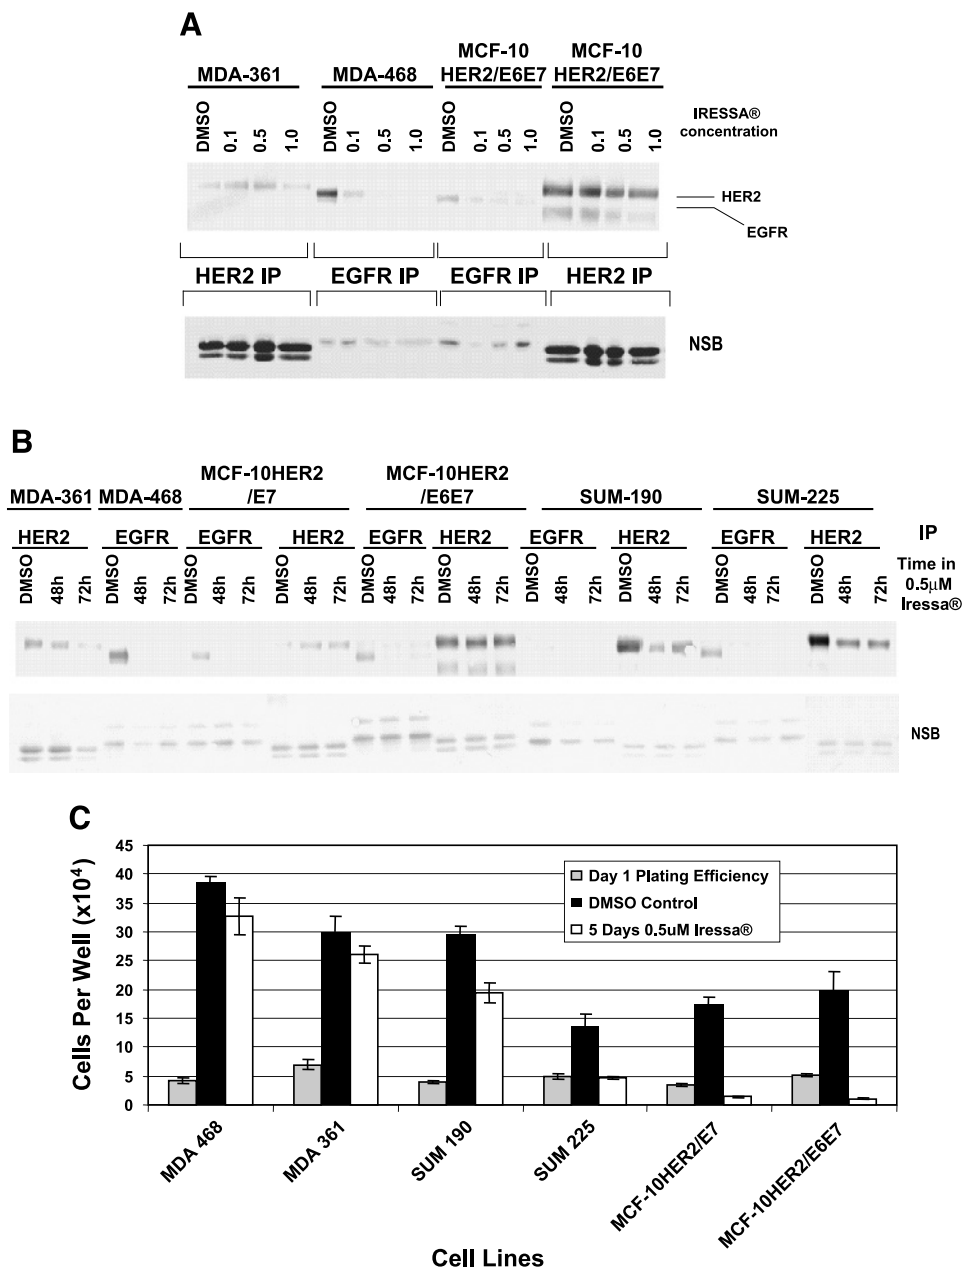 A
MDA-361 MDA-468 MCF-10 HER2/E6E7 MCF-10 HER2/E6E7
DMSO 0.1 0.5 1.0 DMSO 0.1 0.5 1.0 DMSO 0.1 0.5 1.0 DMSO 0.1 0.5 1.0
IRESSA®
concentration
HER2
EGFR
HER2 IP EGFR IP EGFR IP HER2 IP
NSB
B
MDA-361 MDA-468 MCF-10HER2 /E7 MCF-10HER2 /E6E7 SUM-190 SUM-225
HER2 EGFR EGFR HER2 EGFR HER2 EGFR HER2 EGFR HER2
IP
DMSO 48h 72h DMSO 48h 72h DMSO 48h 72h DMSO 48h 72h DMSO 48h 72h DMSO 48h 72h DMSO 48h 72h DMSO 48h 72h DMSO 48h 72h DMSO 48h 72h
Time in
0.5µM
Iressa®
NSB
C
Cells Per Well (x10⁴)
45
40
35
30
25
20
15
10
5
0
Day 1 Plating Efficiency
DMSO Control
5 Days 0.5uM Iressa®
MDA 468 MDA 361 SUM 190 SUM 225 MCF-10HER2/E7 MCF-10HER2/E6E7
Cell Lines